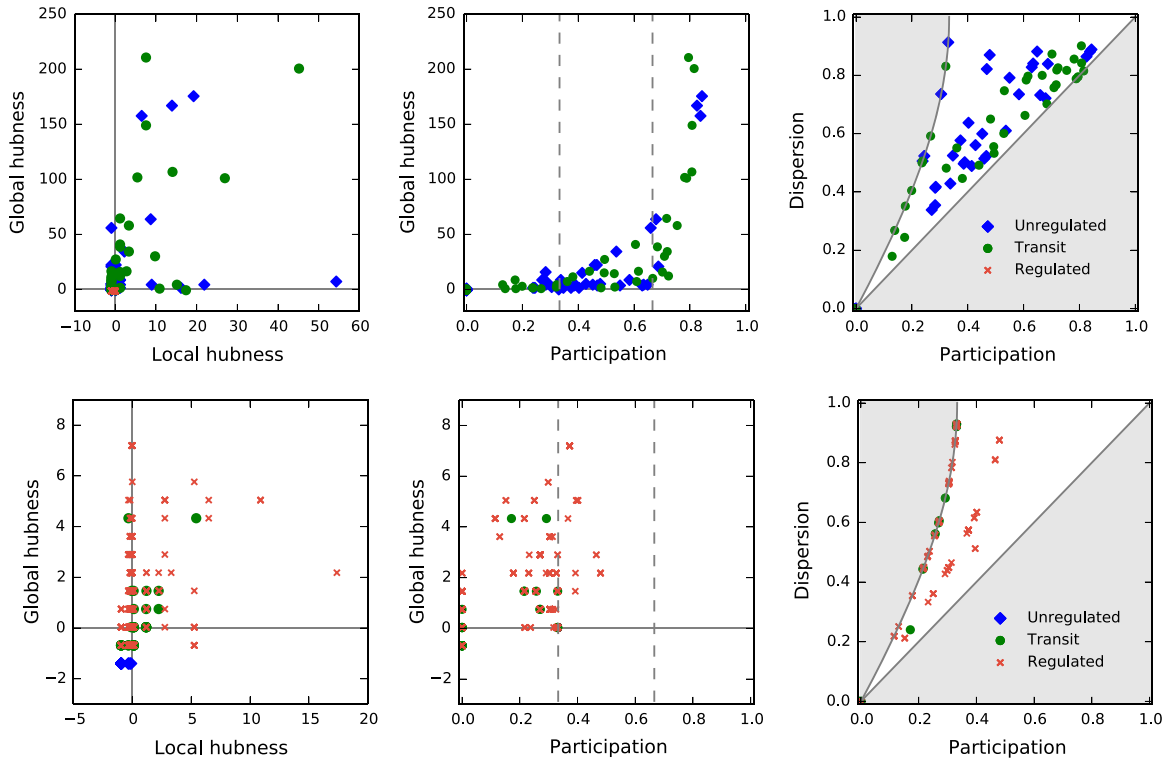 250
200
150
100
50
0
Global hubness
−10 0 10 20 30 40 50 60
Local hubness
250
200
150
100
50
0
Global hubness
0.0 0.2 0.4 0.6 0.8 1.0
Participation
1.0
0.8
0.6
0.4
0.2
0.0
Dispersion
Unregulated
Transit
Regulated
0.0 0.2 0.4 0.6 0.8 1.0
Participation
8
6
4
2
0
−2
Global hubness
−5 0 5 10 15 20
Local hubness
8
6
4
2
0
−2
Global hubness
0.0 0.2 0.4 0.6 0.8 1.0
Participation
1.0
0.8
0.6
0.4
0.2
0.0
Dispersion
Unregulated
Transit
Regulated
0.0 0.2 0.4 0.6 0.8 1.0
Participation